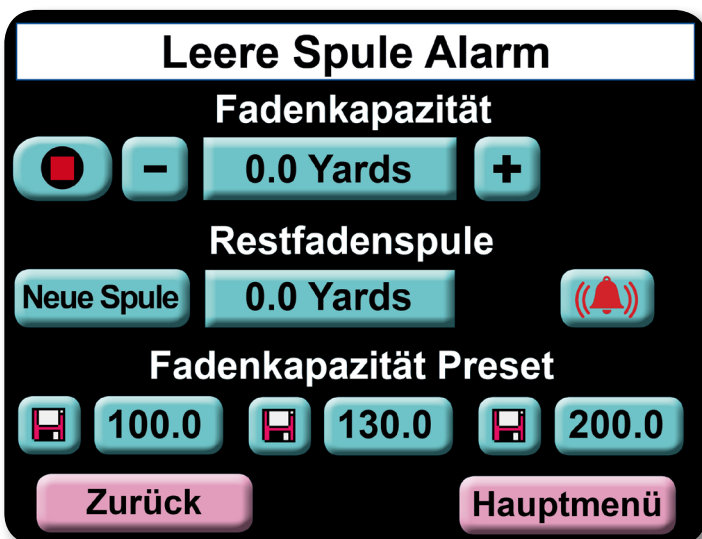 Leere Spule Alarm
Fadenkapazität
- 0.0 Yards +
Restfadenspule
Neue Spule 0.0 Yards
Fadenkapazität Preset
100.0 130.0 200.0
Zurück Hauptmenü